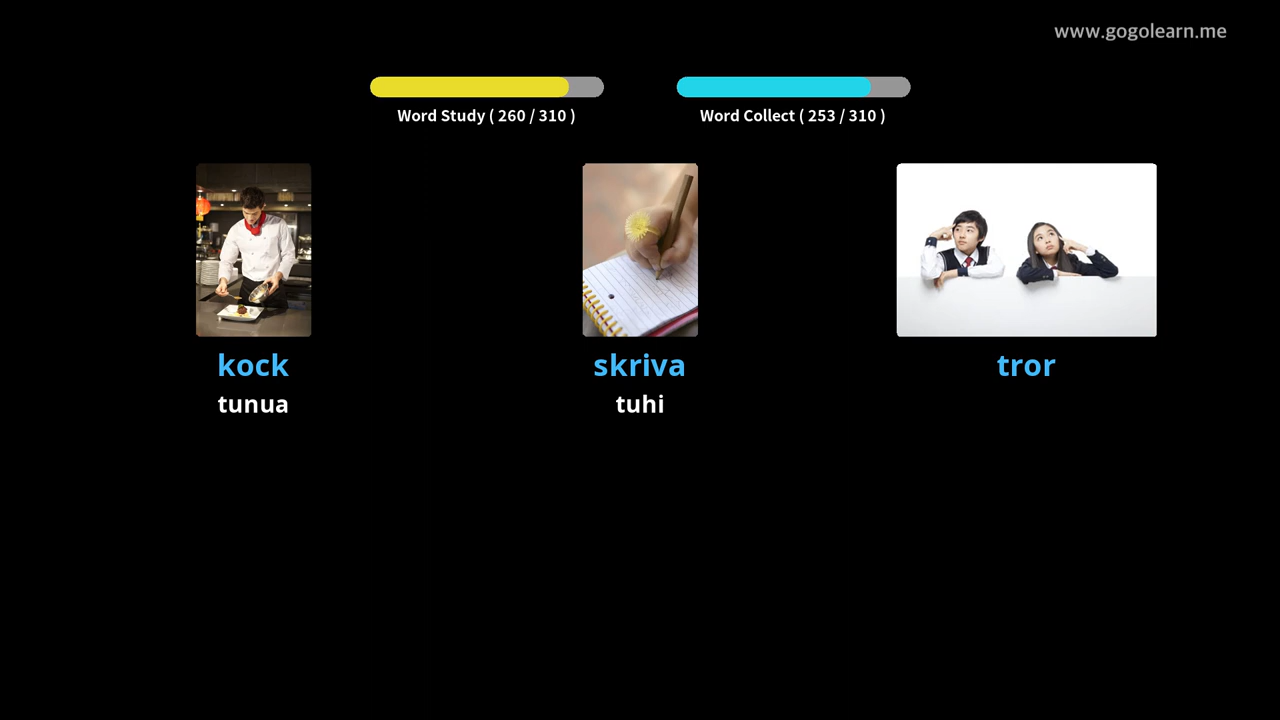 www.gogolearn.me
Word Study ( 260 / 310 )
Word Collect ( 253 / 310 )
kock
skriva
tror
tunua
tuhi